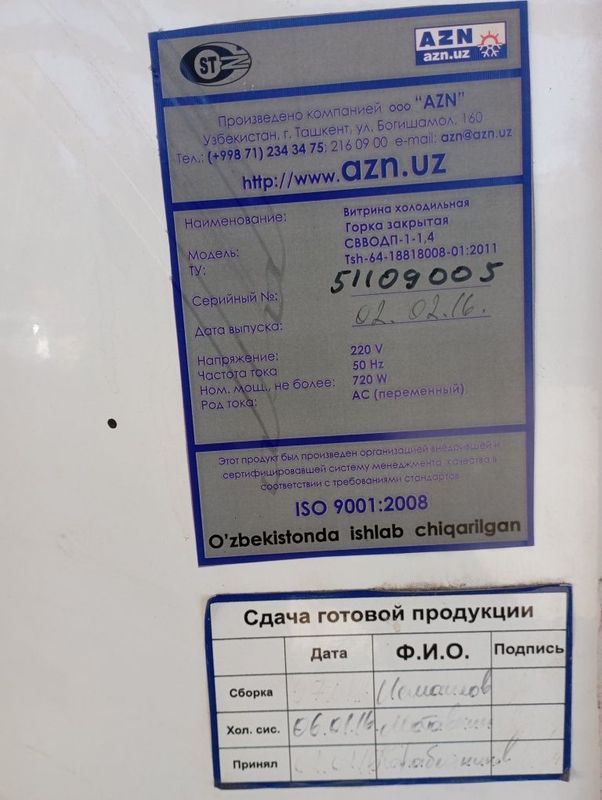 ST
AZN
azn.uz
Произведено компанией ооо "AZN"
Узбекистан, г. Ташкент, ул. Богишамол, 160
Тел.: (+998 71) 234 34 75; 216 09 00 e-mail: azn@azn.uz
http://www.azn.uz
Наименование: Витрина холодильная
Горка закрытая
Модель: СВВОДП-1-1,4
ТУ: Tsh-64-18818008-01:2011
Серийный №: 51109005
Дата выпуска: 02.02.16.
Напряжение: 220 V
Частота тока 50 Hz
Ном. мощ., не более: 720 W
Род тока: AC (переменный)
Этот продукт был произведен организацией внедрившей и
сертифицировавшей систему менеджмента качества в
соответствии с требованиями стандартов
ISO 9001:2008
O'zbekistonda ishlab chiqarilgan
Сдача готовой продукции
Дата Ф.И.О. Подпись
Сборка
Хол. сис. 06.01.16
Принял